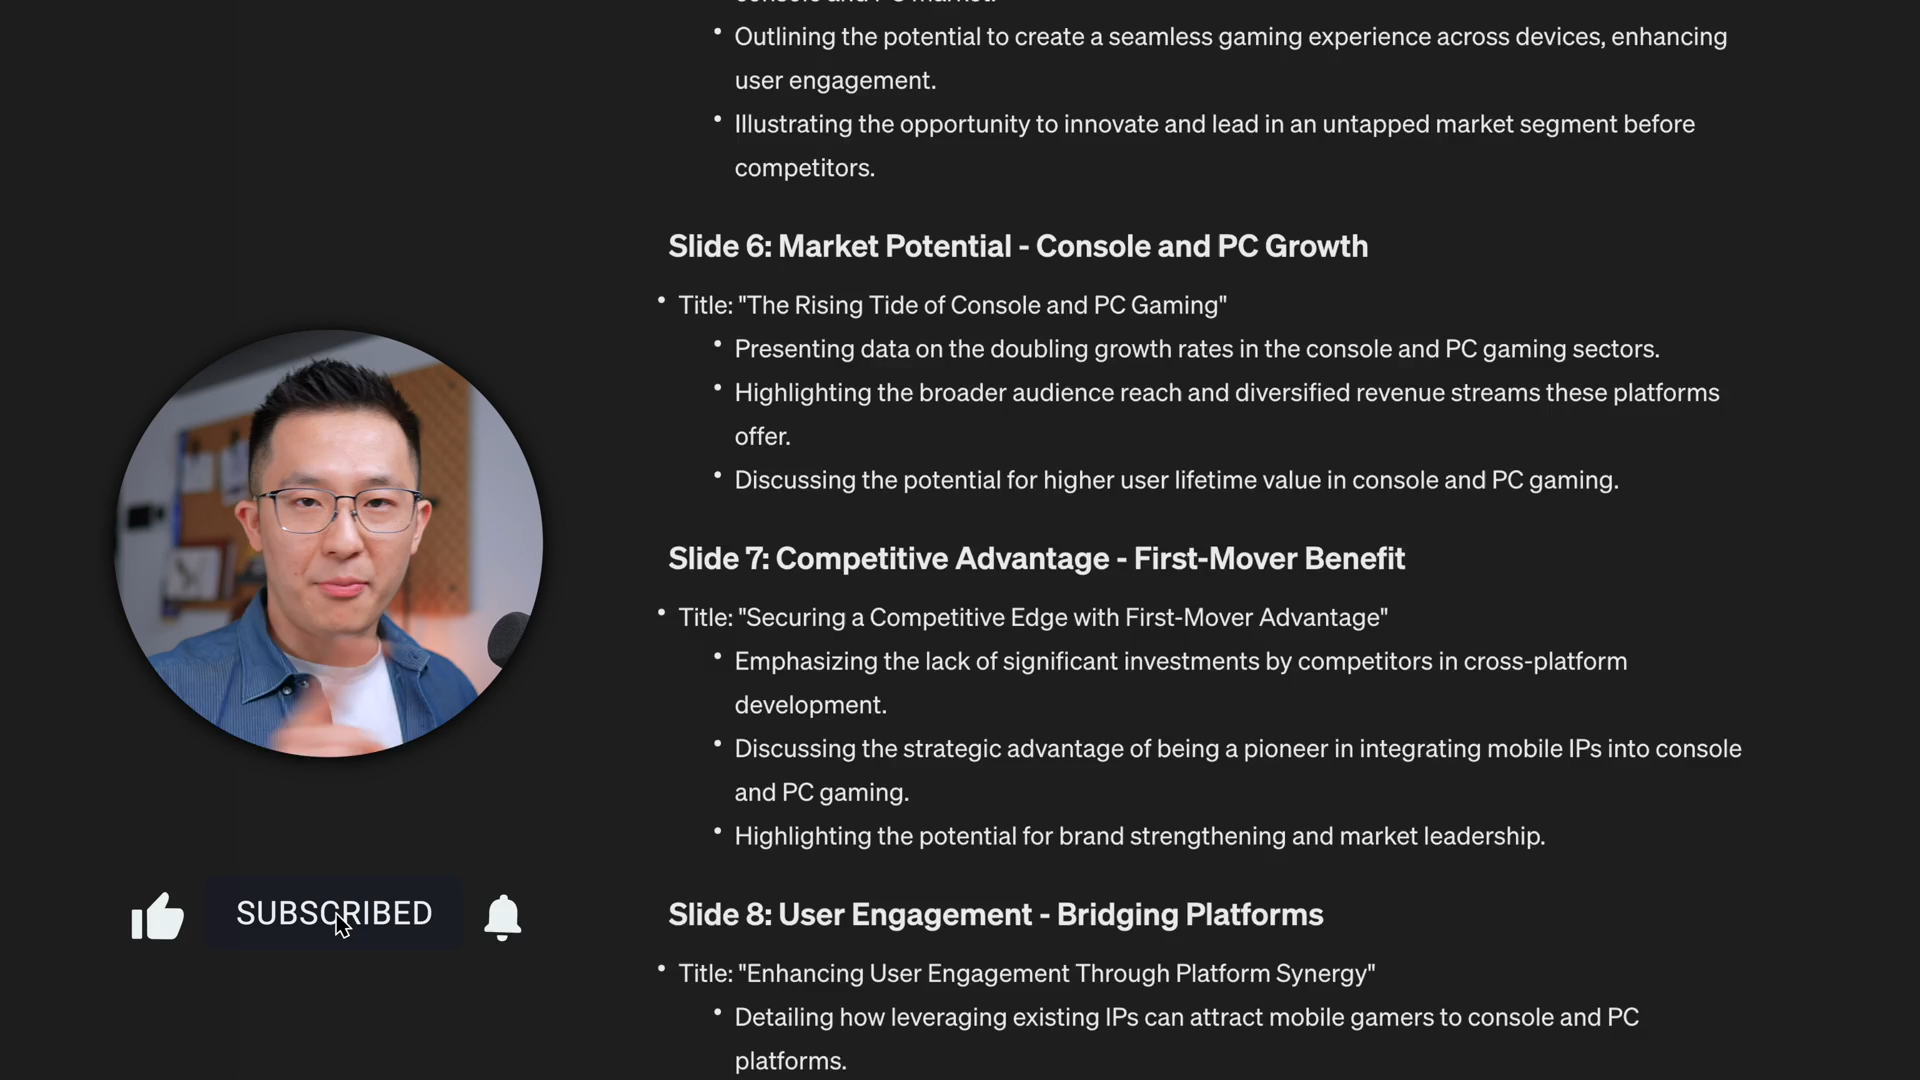 Outlining the potential to create a seamless gaming experience across devices, enhancing
user engagement.
Illustrating the opportunity to innovate and lead in an untapped market segment before
competitors.
Slide 6: Market Potential - Console and PC Growth
Title: "The Rising Tide of Console and PC Gaming"
Presenting data on the doubling growth rates in the console and PC gaming sectors.
Highlighting the broader audience reach and diversified revenue streams these platforms
offer.
Discussing the potential for higher user lifetime value in console and PC gaming.
Slide 7: Competitive Advantage - First-Mover Benefit
Title: "Securing a Competitive Edge with First-Mover Advantage"
Emphasizing the lack of significant investments by competitors in cross-platform
development.
Discussing the strategic advantage of being a pioneer in integrating mobile IPs into console
and PC gaming.
Highlighting the potential for brand strengthening and market leadership.
Slide 8: User Engagement - Bridging Platforms
Title: "Enhancing User Engagement Through Platform Synergy"
Detailing how leveraging existing IPs can attract mobile gamers to console and PC
platforms.
SUBSCRIBED